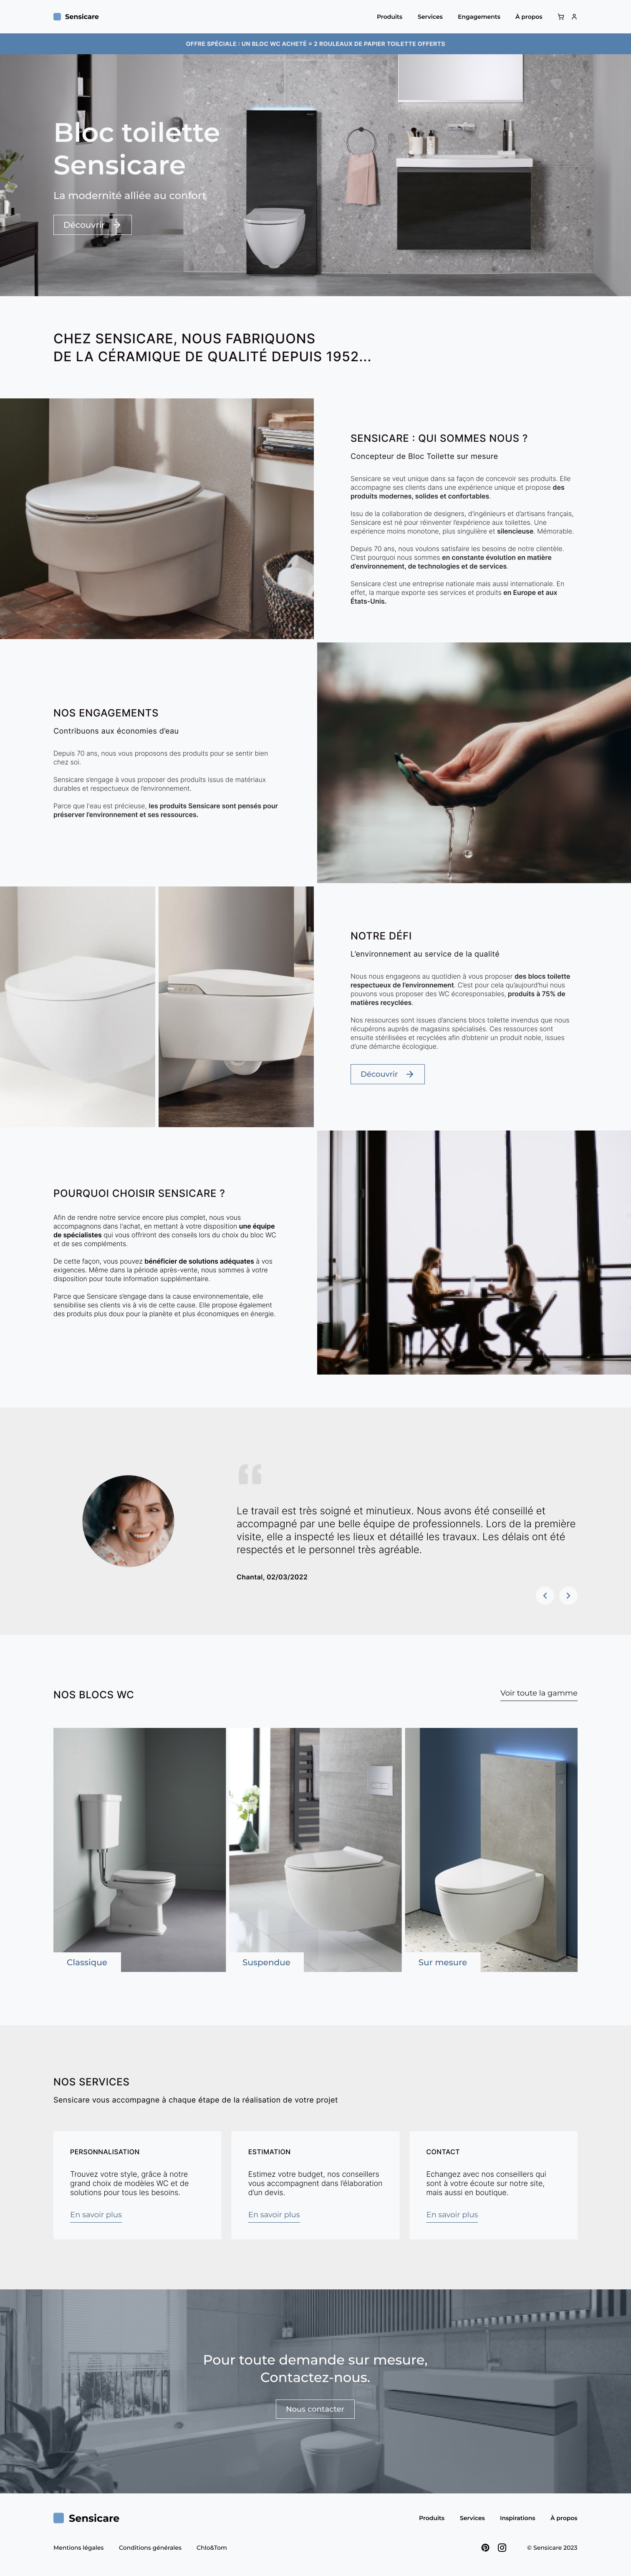 Sensicare
Produits Services Engagements À propos
OFFRE SPÉCIALE : UN BLOC WC ACHETÉ = 2 ROULEAUX DE PAPIER TOILETTE OFFERTS
Bloc toilette
Sensicare
La modernité alliée au confort
Découvrir
CHEZ SENSICARE, NOUS FABRIQUONS
DE LA CÉRAMIQUE DE QUALITÉ DEPUIS 1952...
SENSICARE : QUI SOMMES NOUS ?
Concepteur de Bloc Toilette sur mesure
Sensicare se veut unique dans sa façon de concevoir ses produits. Elle
accompagne ses clients dans une expérience unique et propose des
produits modernes, solides et confortables.
Issu de la collaboration de designers, d'ingénieurs et d'artisans français,
Sensicare est né pour réinventer l'expérience aux toilettes. Une
expérience moins monotone, plus singulière et silencieuse. Mémorable.
Depuis 70 ans, nous voulons satisfaire les besoins de notre clientèle.
C'est pourquoi nous sommes en constante évolution en matière
d'environnement, de technologies et de services.
Sensicare c'est une entreprise nationale mais aussi internationale. En
effet, la marque exporte ses services et produits en Europe et aux
États-Unis.
NOS ENGAGEMENTS
Contribuons aux économies d'eau
Depuis 70 ans, nous vous proposons des produits pour se sentir bien
chez soi.
Sensicare s'engage à vous proposer des produits issus de matériaux
durables et respectueux de l'environnement.
Parce que l'eau est précieuse, les produits Sensicare sont pensés pour
préserver l'environnement et ses ressources.
NOTRE DÉFI
L'environnement au service de la qualité
Nous nous engageons au quotidien à vous proposer des blocs toilette
respectueux de l'environnement. C'est pour cela qu'aujourd'hui nous
pouvons vous proposer des WC écoresponsables, produits à 75% de
matières recyclées.
Nos ressources sont issues d'anciens blocs toilette invendus que nous
récupérons auprès de magasins spécialisés. Ces ressources sont
ensuite stérilisées et recyclées afin d'obtenir un produit noble, issues
d'une démarche écologique.
Découvrir
POURQUOI CHOISIR SENSICARE ?
Afin de rendre notre service encore plus complet, nous vous
accompagnons dans l'achat, en mettant à votre disposition une équipe
de spécialistes qui vous offriront des conseils lors du choix du bloc WC
et de ses compléments.
De cette façon, vous pouvez bénéficier de solutions adéquates à vos
exigences. Même dans la période après-vente, nous sommes à votre
disposition pour toute information supplémentaire.
Parce que Sensicare s'engage dans la cause environnementale, elle
sensibilise ses clients vis à vis de cette cause. Elle propose également
des produits plus doux pour la planète et plus économiques en énergie.
“
Le travail est très soigné et minutieux. Nous avons été conseillé et
accompagné par une belle équipe de professionnels. Lors de la première
visite, elle a inspecté les lieux et détaillé les travaux. Les délais ont été
respectés et le personnel très agréable.
Chantal, 02/03/2022
NOS BLOCS WC
Voir toute la gamme
Classique
Suspendue
Sur mesure
NOS SERVICES
Sensicare vous accompagne à chaque étape de la réalisation de votre projet
PERSONNALISATION
Trouvez votre style, grâce à notre
grand choix de modèles WC et de
solutions pour tous les besoins.
En savoir plus
ESTIMATION
Estimez votre budget, nos conseillers
vous accompagnent dans l'élaboration
d'un devis.
En savoir plus
CONTACT
Echangez avec nos conseillers qui
sont à votre écoute sur notre site,
mais aussi en boutique.
En savoir plus
Pour toute demande sur mesure,
Contactez-nous.
Nous contacter
Sensicare
Produits Services Inspirations À propos
Mentions légales Conditions générales Chlo&Tom
© Sensicare 2023